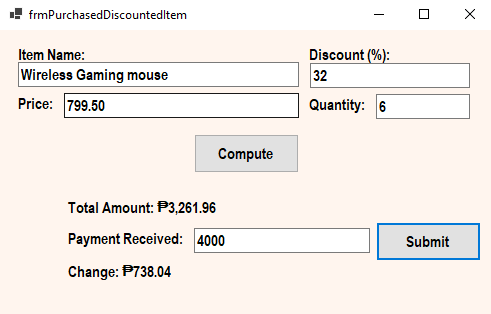 frmPurchasedDiscountedItem
Item Name: Discount (%):
Wireless Gaming mouse 32
Price: 799.50 Quantity: 6
Compute
Total Amount: ₱3,261.96
Payment Received: 4000 Submit
Change: ₱738.04